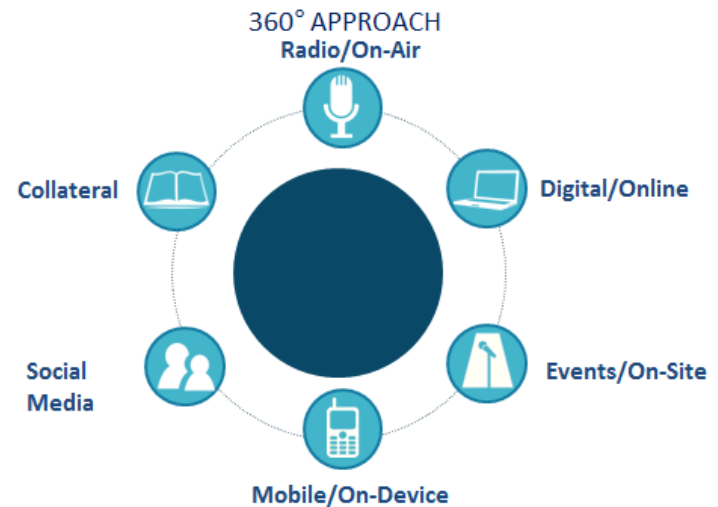 360° APPROACH
Radio/On-Air
Collateral
Digital/Online
Social
Media
Events/On-Site
Mobile/On-Device